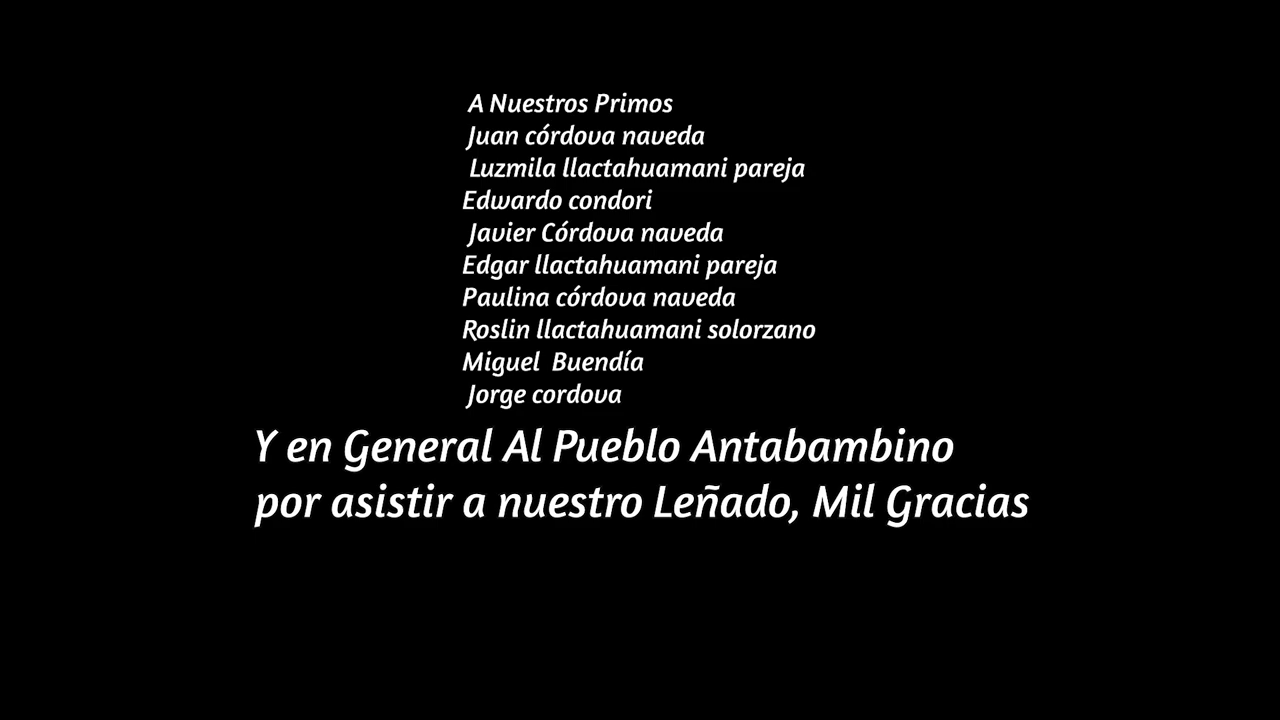 A Nuestros Primos
Juan córdova naveda
Luzmila llactahuamani pareja
Edwardo condori
Javier Córdova naveda
Edgar llactahuamani pareja
Paulina córdova naveda
Roslin llactahuamani solorzano
Miguel  Buendía
Jorge cordova
Y en General Al Pueblo Antabambino
por asistir a nuestro Leñado, Mil Gracias